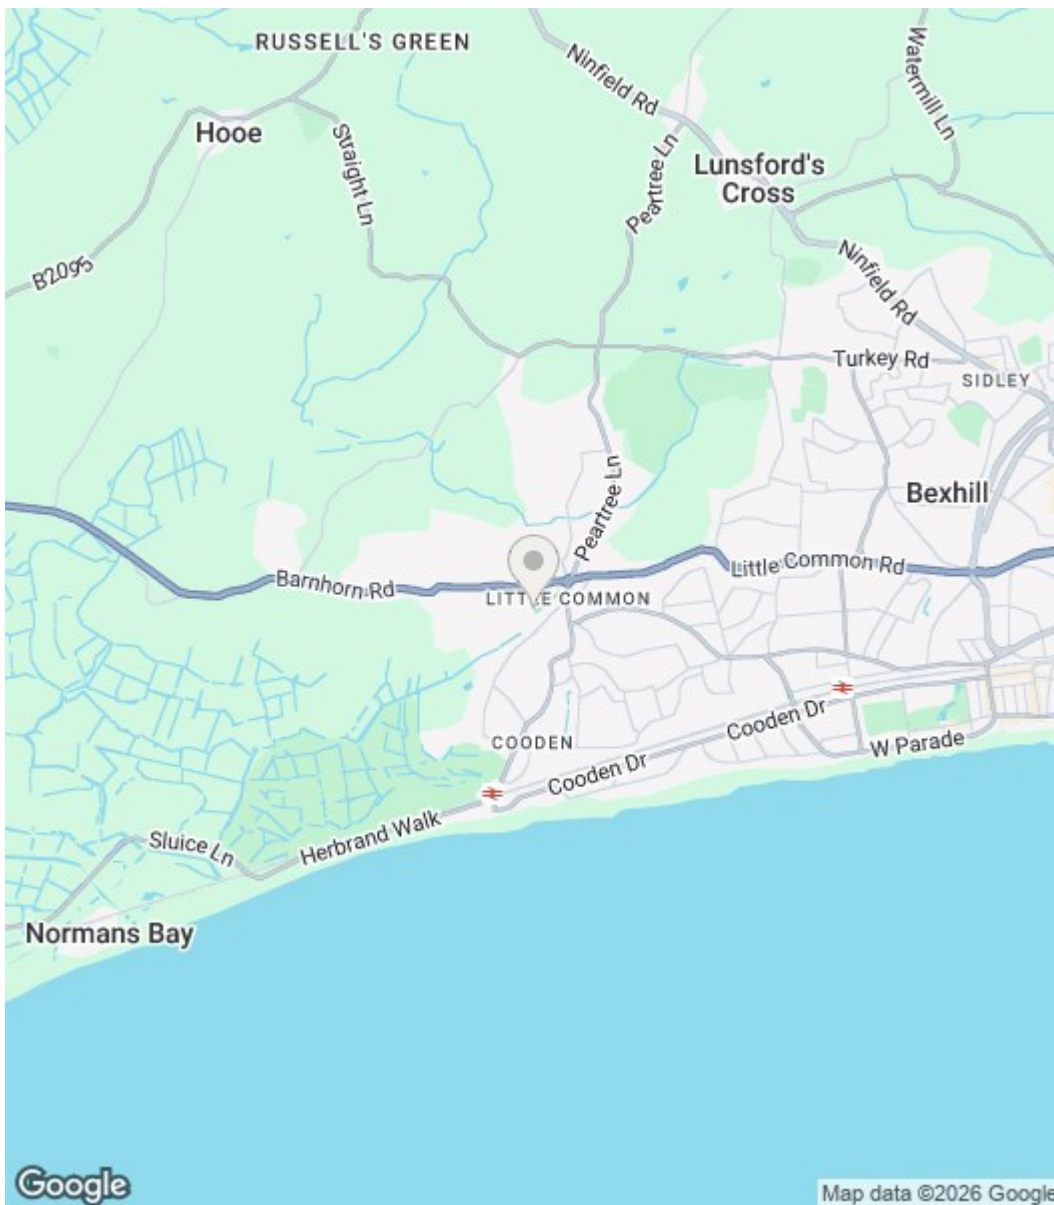 RUSSELL'S GREEN
Ninfield Rd
Watermill Ln
Hooe
Straight Ln
Peartree Ln
Lunsford's
Cross
B2095
Ninfield Rd
Turkey Rd
SIDLEY
Peartree Ln
Bexhill
Barnhorn Rd
Little Common Rd
LITTLE COMMON
Cooden Dr
COODEN
W Parade
Cooden Dr
Herbrand Walk
Sluice Ln
Normans Bay
Google
Map data ©2026 Google